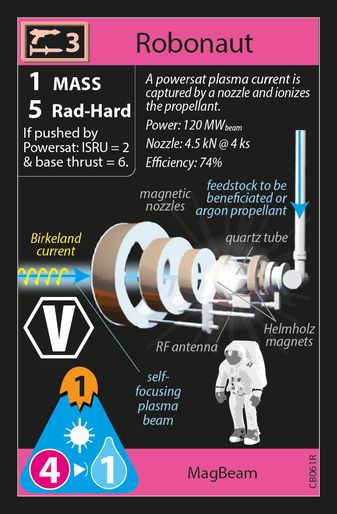 3
Robonaut
1 MASS
5 Rad-Hard
If pushed by
Powersat: ISRU = 2
& base thrust = 6.
A powersat plasma current is
captured by a nozzle and ionizes
the propellant.
Power: 120 MWbeam
Nozzle: 4.5 kN @ 4 ks
Efficiency: 74%
magnetic
nozzles
feedstock to be
beneficiated or
argon propellant
Birkeland
current
quartz tube
V
Helmholz
magnets
RF antenna
self-
focusing
plasma
beam
1
4
1
MagBeam
CB061R